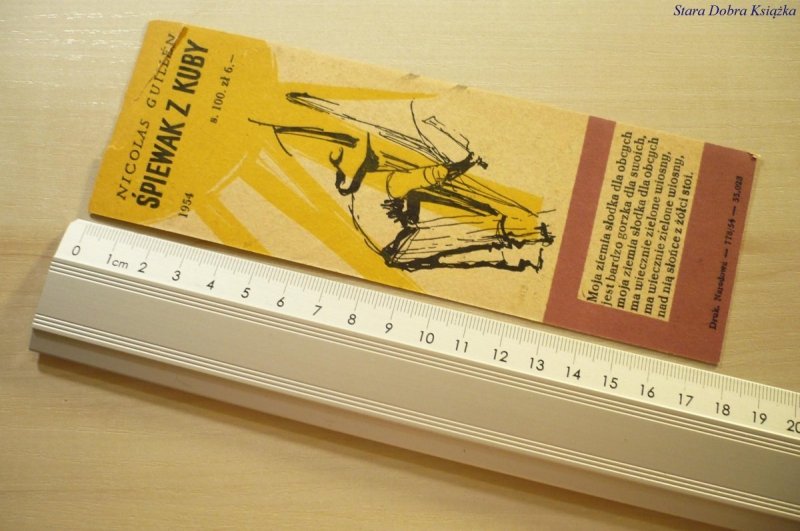 Stara Dobra Książka
NICOLAS GUILLÉN
ŚPIEWAK Z KUBY
s. 100. zł 6.—
1954
Moja ziemia słodka dla obcych
jest bardzo gorzka dla swoich,
moja ziemia słodka dla obcych
ma wiecznie zielone wiosny,
ma wiecznie zielone wiosny,
nad nią słońce z żółci stoi.
Druk. Narodowa — 778/54 — 35.028
0 1cm 2 3 4 5 6 7 8 9 10 11 12 13 14 15 16 17 18 19 20